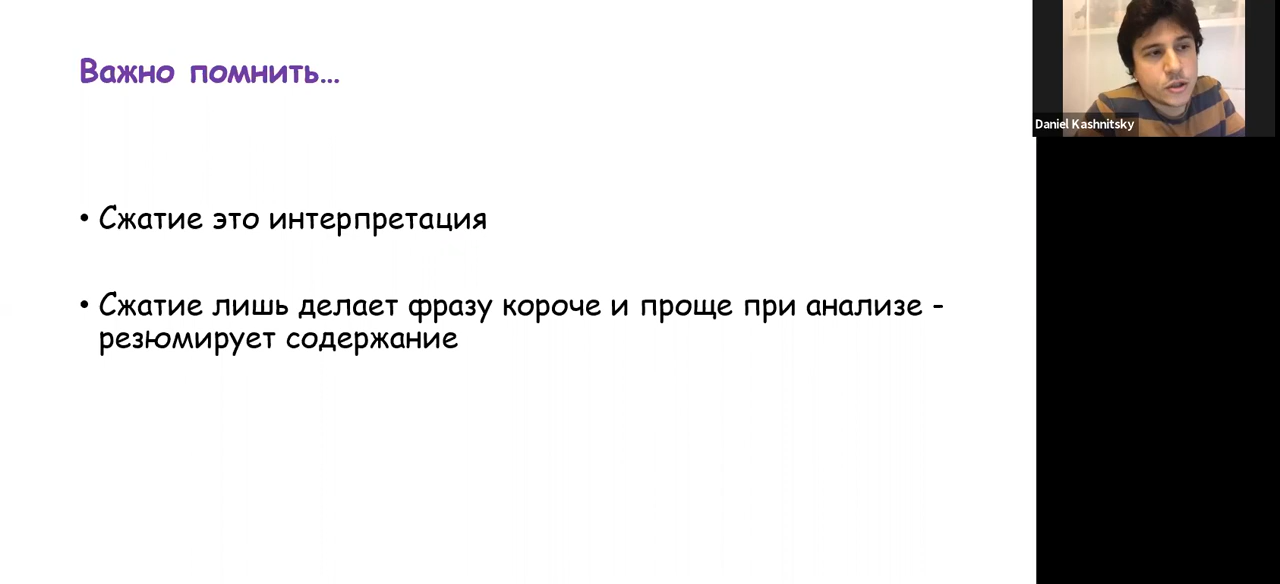 Важно помнить...
• Сжатие это интерпретация
• Сжатие лишь делает фразу короче и проще при анализе -
резюмирует содержание
Daniel Kashnitsky